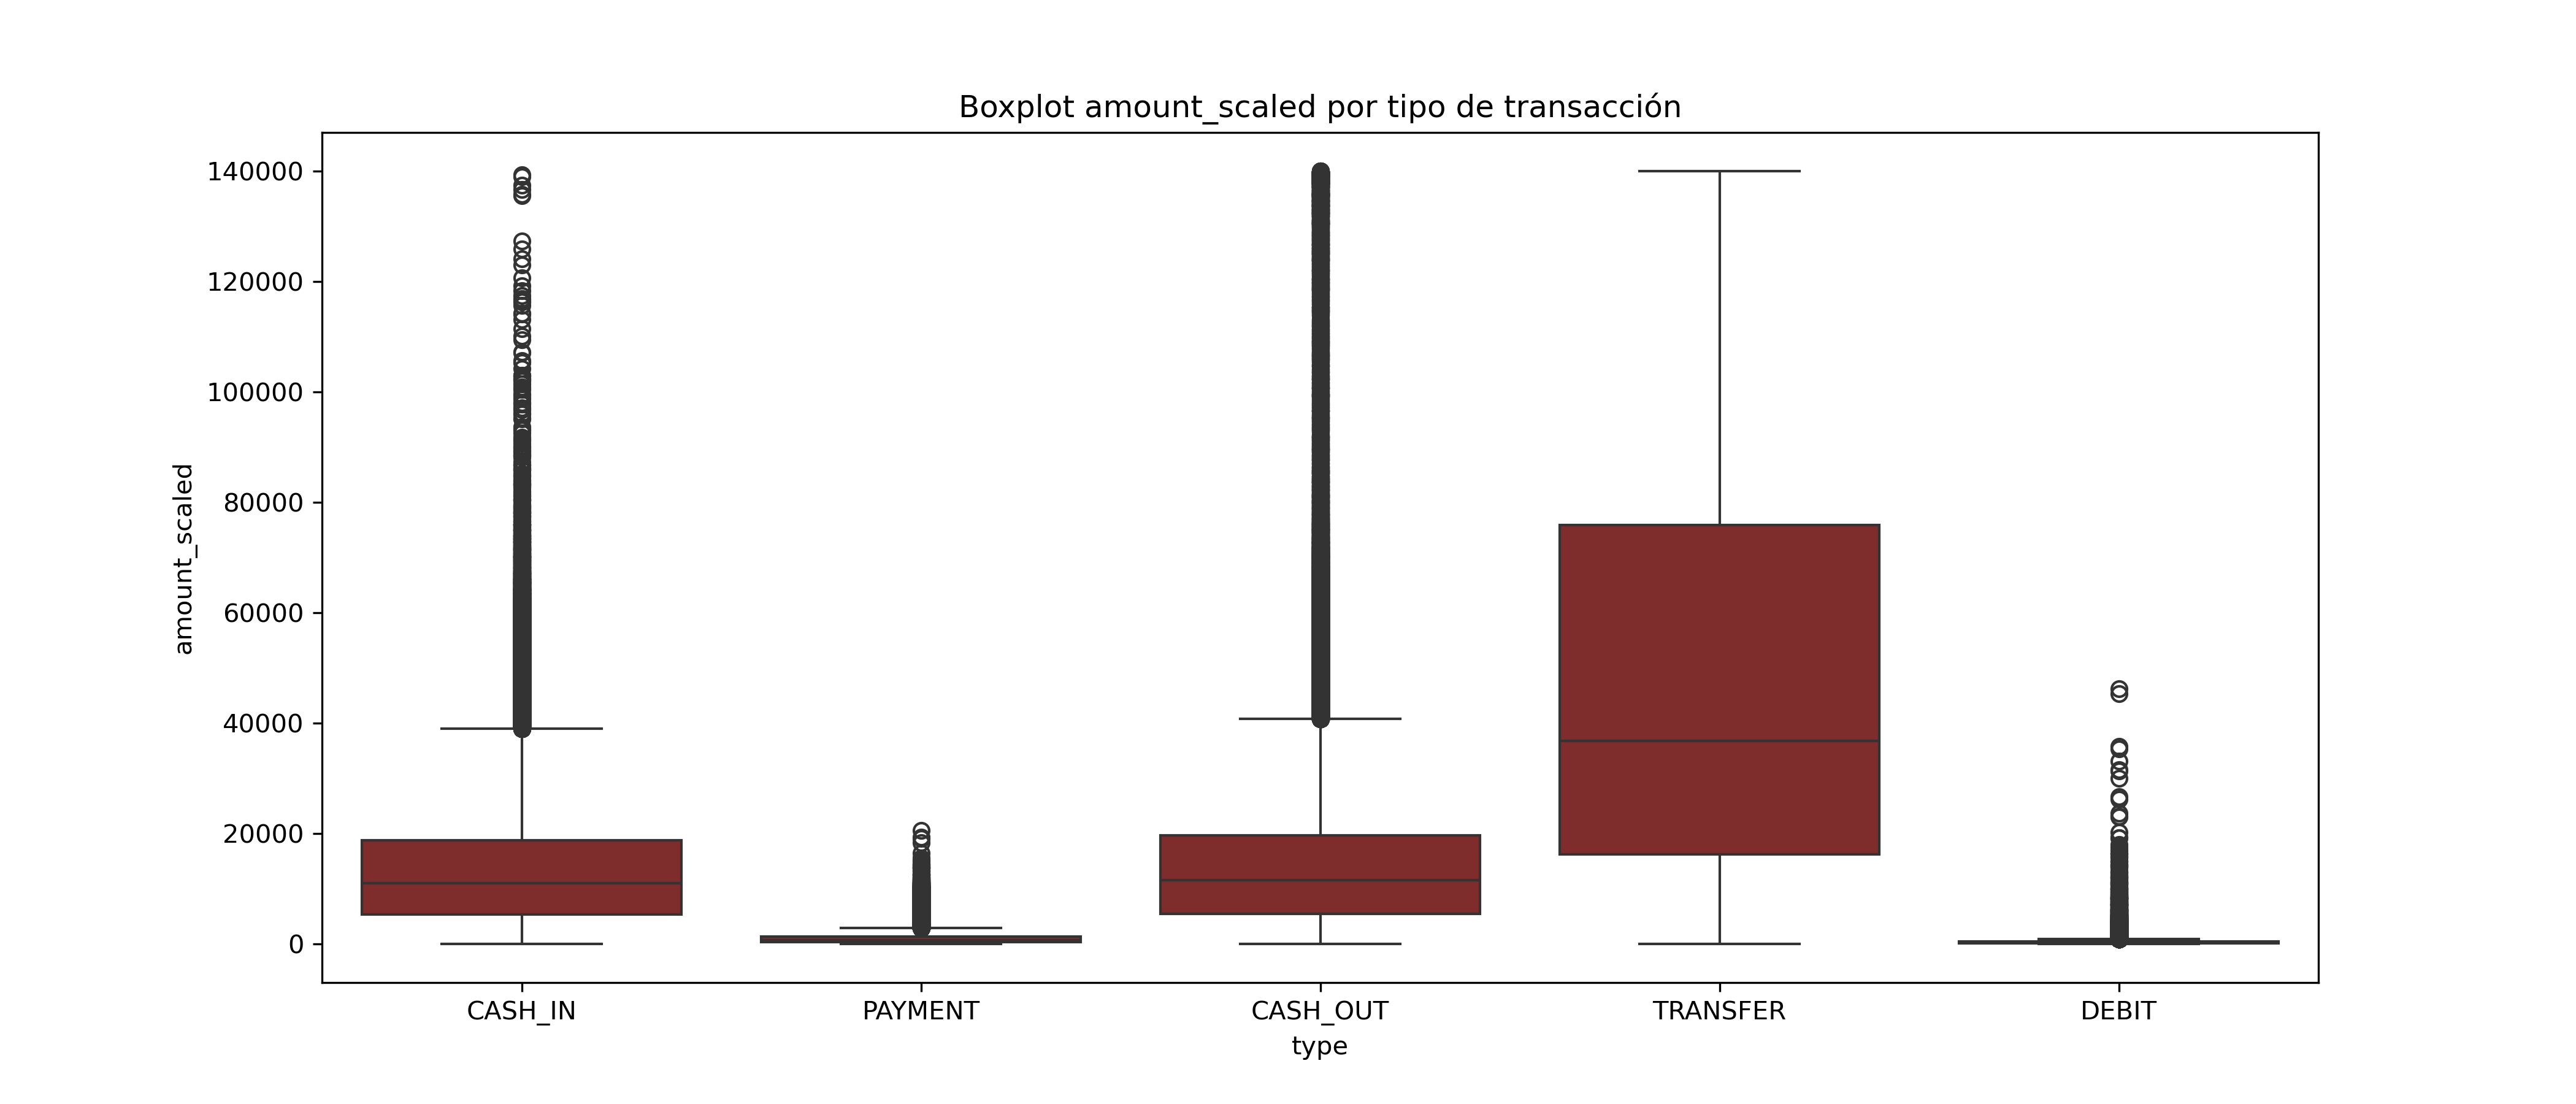 Boxplot amount_scaled por tipo de transacción
140000
120000
100000
80000
60000
40000
20000
0
amount_scaled
CASH_IN PAYMENT CASH_OUT TRANSFER DEBIT
type